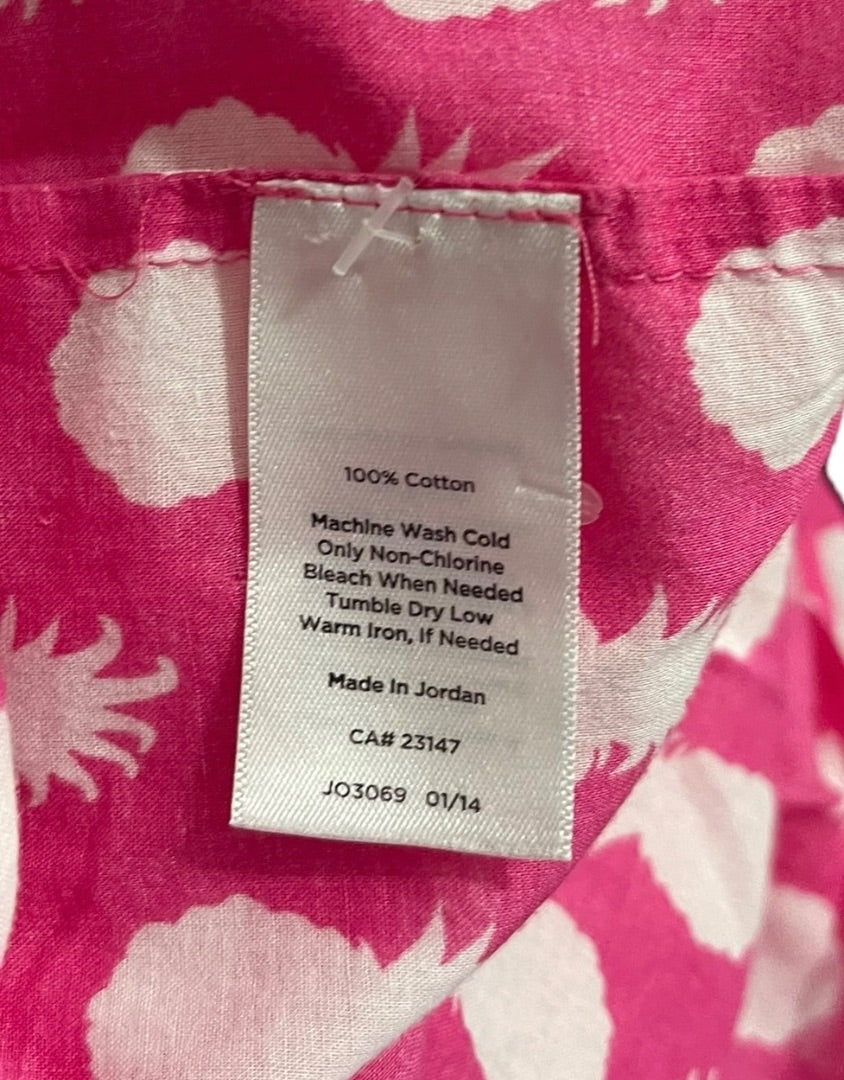 100% Cotton
Machine Wash Cold
Only Non-Chlorine
Bleach When Needed
Tumble Dry Low
Warm Iron, If Needed
Made In Jordan
CA# 23147
JO3069 01/14